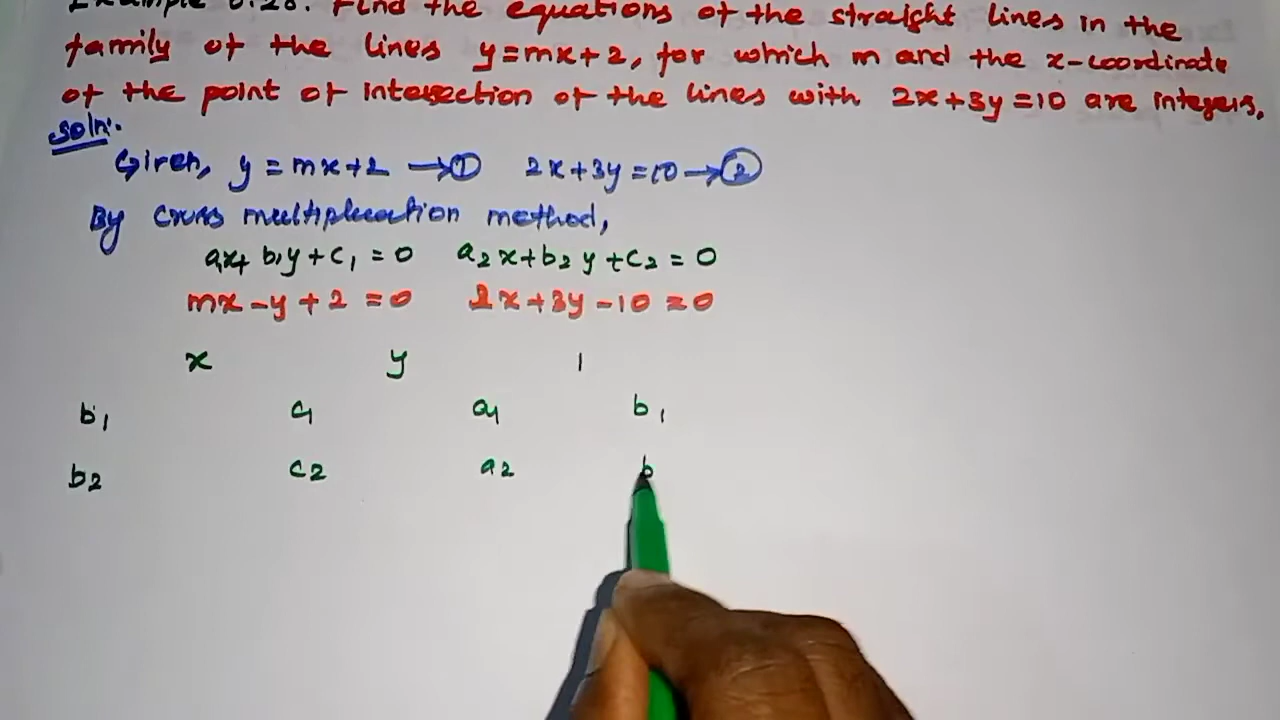 Example 6.28: Find the equations of the straight lines in the
family of the lines y=mx+2, for which m and the x-coordinate
of the point of intersection of the lines with 2x+3y=10 are integers.
Soln:
Given, y = mx+2 → ① 2x+3y=10 → ②
By cross multiplication method,
a₁x+ b₁y+c₁ = 0 a₂x+b₂y+c₂ = 0
mx-y+2 = 0 2x+3y-10=0
x y 1
b₁ c₁ a₁ b₁
b₂ c₂ a₂ b